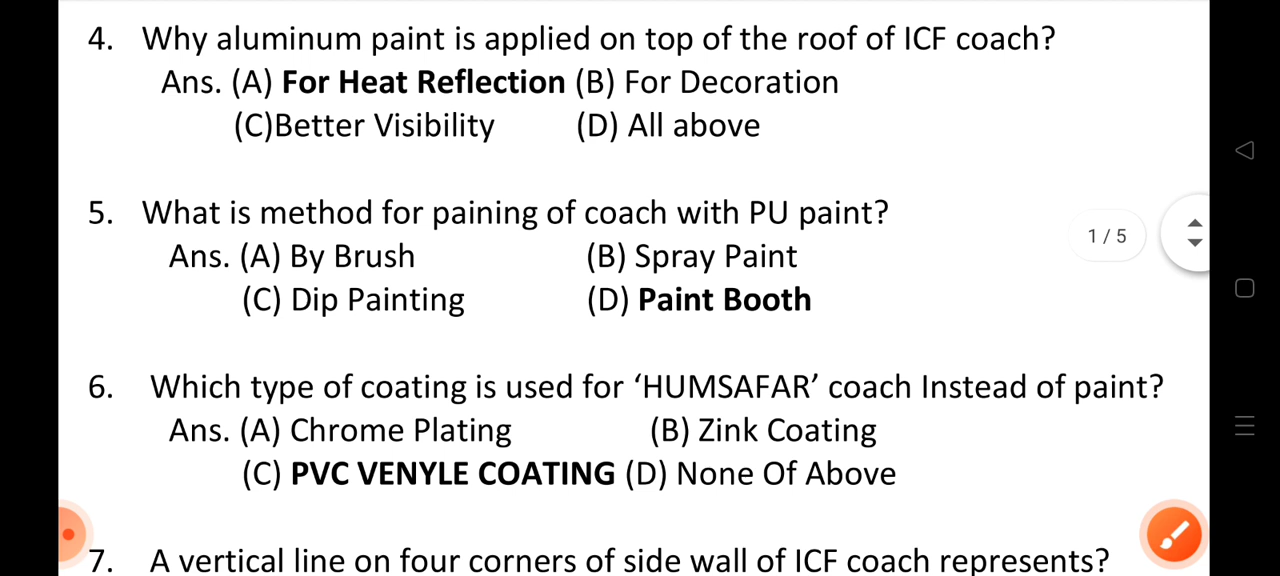 4. Why aluminum paint is applied on top of the roof of ICF coach?
Ans. (A) For Heat Reflection (B) For Decoration
(C)Better Visibility (D) All above
5. What is method for paining of coach with PU paint?
Ans. (A) By Brush (B) Spray Paint
(C) Dip Painting (D) Paint Booth
1 / 5
6. Which type of coating is used for ‘HUMSAFAR’ coach Instead of paint?
Ans. (A) Chrome Plating (B) Zink Coating
(C) PVC VENYLE COATING (D) None Of Above
7. A vertical line on four corners of side wall of ICF coach represents?